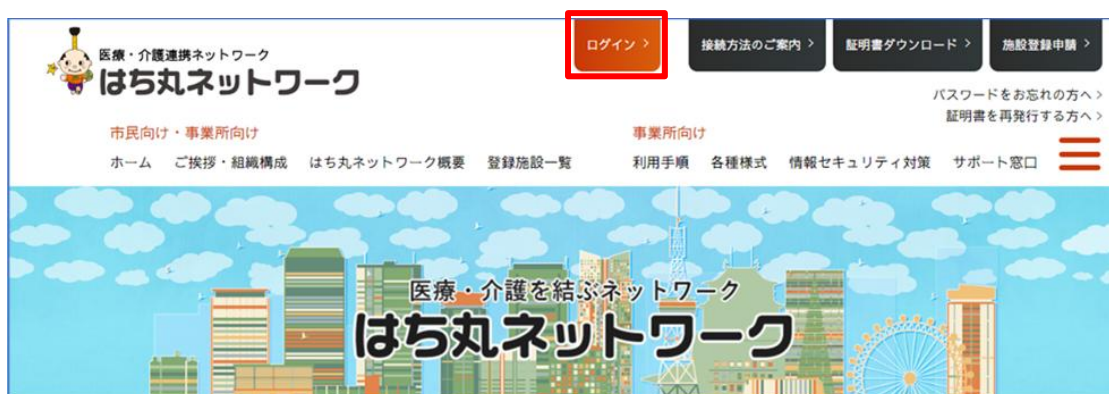 医療・介護連携ネットワーク
はち丸ネットワーク
ログイン >
接続方法のご案内 >
証明書ダウンロード >
施設登録申請 >
パスワードをお忘れの方へ >
証明書を再発行する方へ >
市民向け・事業所向け
ホーム ご挨拶・組織構成 はち丸ネットワーク概要 登録施設一覧
事業所向け
利用手順 各種様式 情報セキュリティ対策 サポート窓口
医療・介護を結ぶネットワーク
はち丸ネットワーク